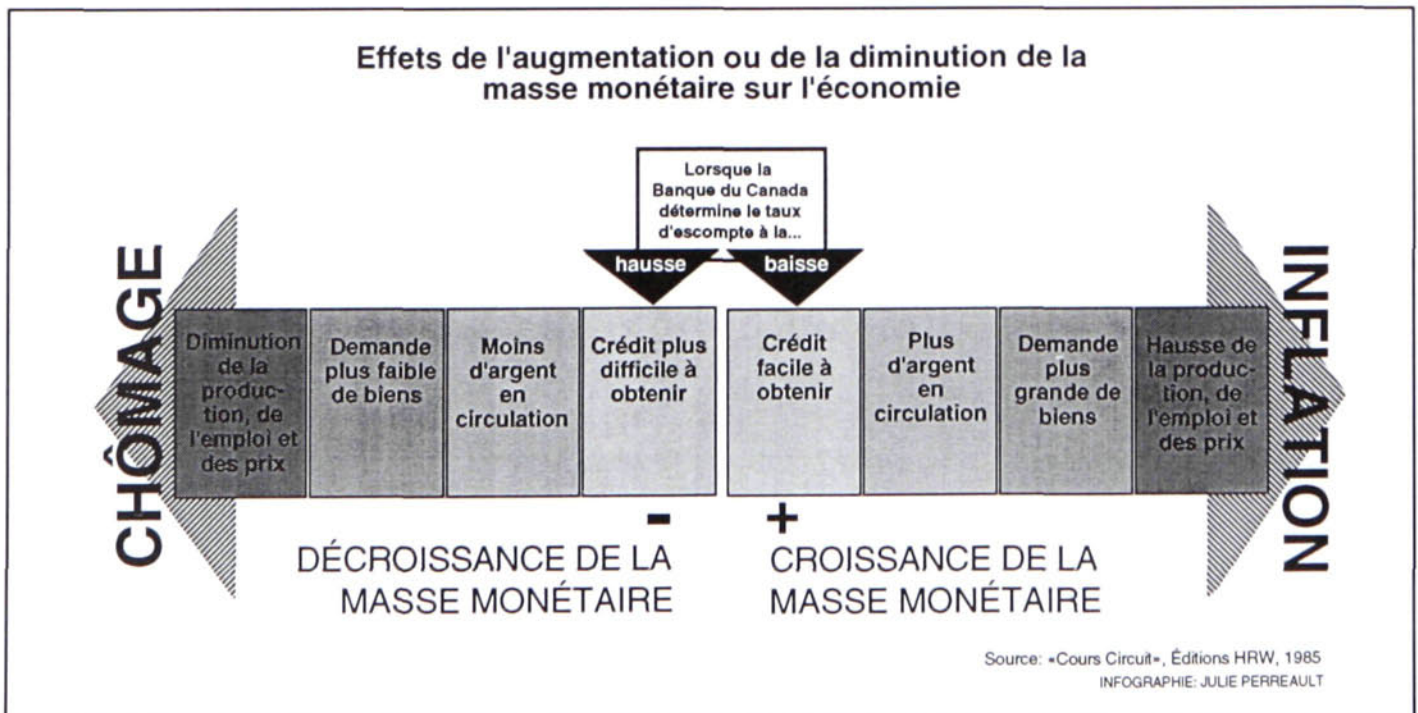 Effets de l'augmentation ou de la diminution de la
masse monétaire sur l'économie
Lorsque la
Banque du Canada
détermine le taux
d'escompte à la...
hausse
baisse
CHÔMAGE
Diminution
de la
produc-
tion, de
l'emploi et
des prix
Demande
plus faible
de biens
Moins
d'argent
en
circulation
Crédit plus
difficile à
obtenir
Crédit
facile à
obtenir
Plus
d'argent
en
circulation
Demande
plus
grande de
biens
Hausse de
la produc-
tion, de
l'emploi et
des prix
INFLATION
-
+
DÉCROISSANCE DE LA
MASSE MONÉTAIRE
CROISSANCE DE LA
MASSE MONÉTAIRE
Source: «Cours Circuit», Éditions HRW, 1985
INFOGRAPHIE: JULIE PERREAULT